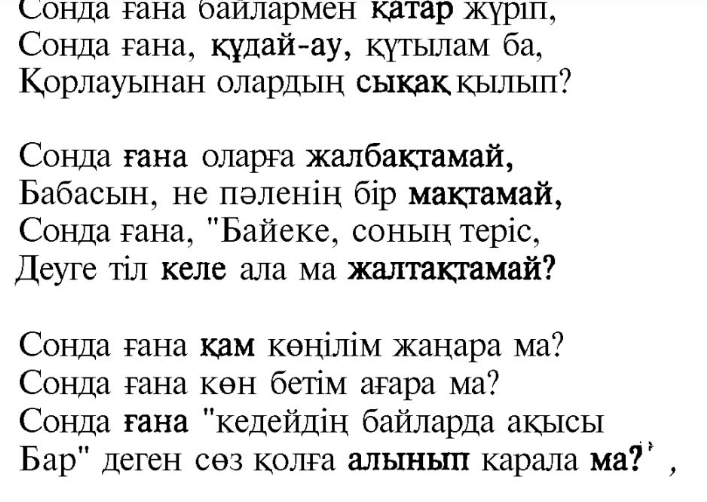 Сонда ғана байлармен қатар жүріп,
Сонда ғана, құдай-ау, құтылам ба,
Қорлауынан олардың сықақ қылып?
Сонда ғана оларға жалбақтамай,
Бабасын, не пәленің бір мақтамай,
Сонда ғана, "Байеке, соның теріс,
Деуге тіл келе ала ма жалтақтамай?
Сонда ғана қам көңілім жаңара ма?
Сонда ғана көн бетім ағара ма?
Сонда ғана "кедейдің байларда ақысы
Бар" деген сөз қолға алынып карала ма?' ,